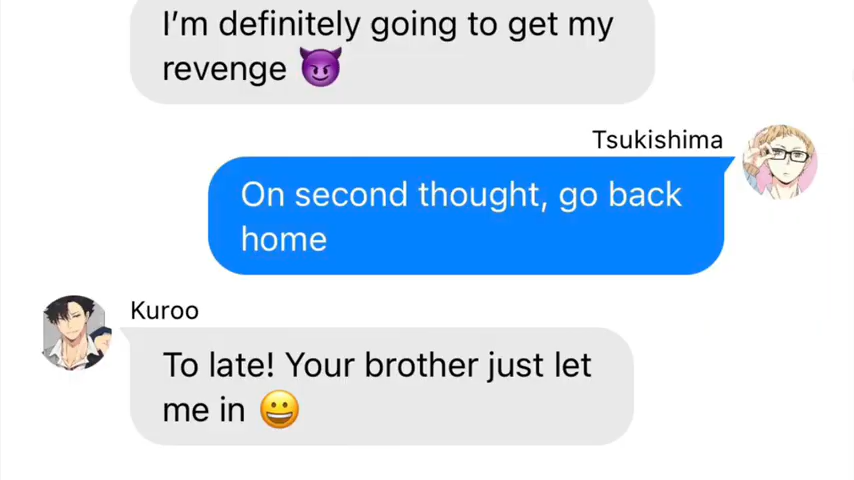 I’m definitely going to get my
revenge 😈
Tsukishima
On second thought, go back
home
Kuroo
To late! Your brother just let
me in 😀